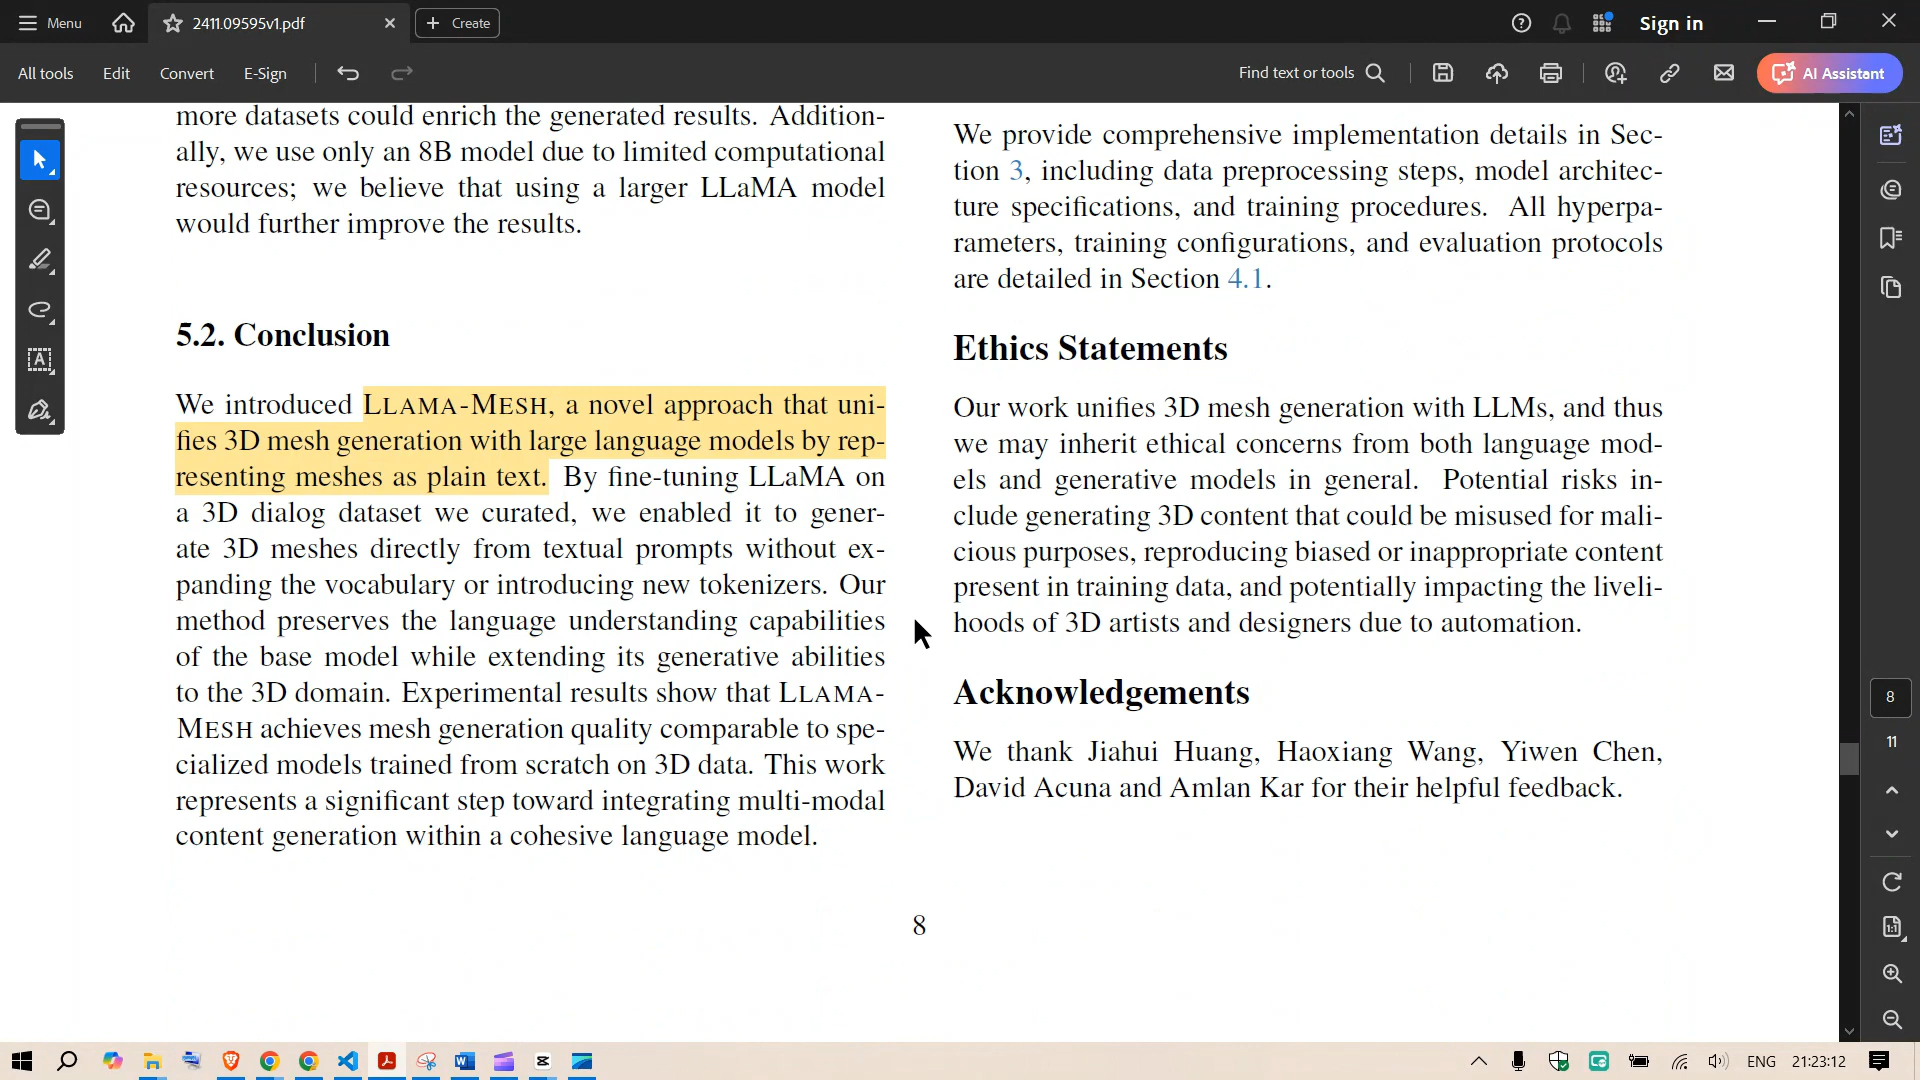 Menu
2411.09595v1.pdf
Create
Sign in
All tools
Edit
Convert
E-Sign
Find text or tools
AI Assistant
more datasets could enrich the generated results. Addition-
ally, we use only an 8B model due to limited computational
resources; we believe that using a larger LLaMA model
would further improve the results.
5.2. Conclusion
We introduced LLAMA-MESH, a novel approach that uni-
fies 3D mesh generation with large language models by rep-
resenting meshes as plain text. By fine-tuning LLaMA on
a 3D dialog dataset we curated, we enabled it to gener-
ate 3D meshes directly from textual prompts without ex-
panding the vocabulary or introducing new tokenizers. Our
method preserves the language understanding capabilities
of the base model while extending its generative abilities
to the 3D domain. Experimental results show that LLAMA-
MESH achieves mesh generation quality comparable to spe-
cialized models trained from scratch on 3D data. This work
represents a significant step toward integrating multi-modal
content generation within a cohesive language model.
We provide comprehensive implementation details in Sec-
tion 3, including data preprocessing steps, model architec-
ture specifications, and training procedures. All hyperpa-
rameters, training configurations, and evaluation protocols
are detailed in Section 4.1.
Ethics Statements
Our work unifies 3D mesh generation with LLMs, and thus
we may inherit ethical concerns from both language mod-
els and generative models in general. Potential risks in-
clude generating 3D content that could be misused for mali-
cious purposes, reproducing biased or inappropriate content
present in training data, and potentially impacting the liveli-
hoods of 3D artists and designers due to automation.
Acknowledgements
We thank Jiahui Huang, Haoxiang Wang, Yiwen Chen,
David Acuna and Amlan Kar for their helpful feedback.
8
8
11
ENG
21:23:12